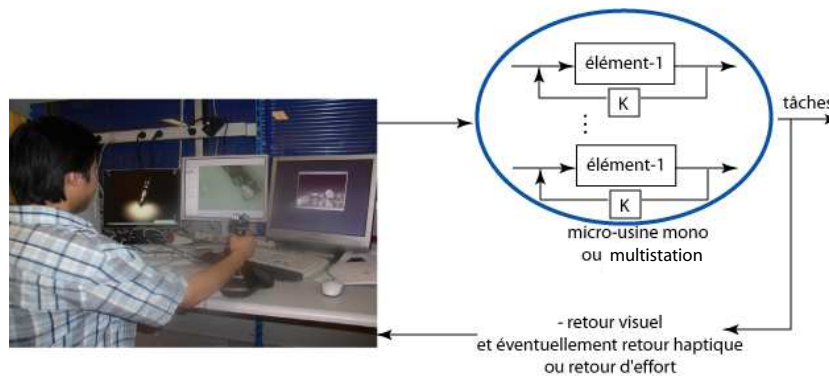 élément-1
K
⋮
élément-1
K
tâches
micro-usine mono
ou multistation
- retour visuel
et éventuellement retour haptique
ou retour d'effort